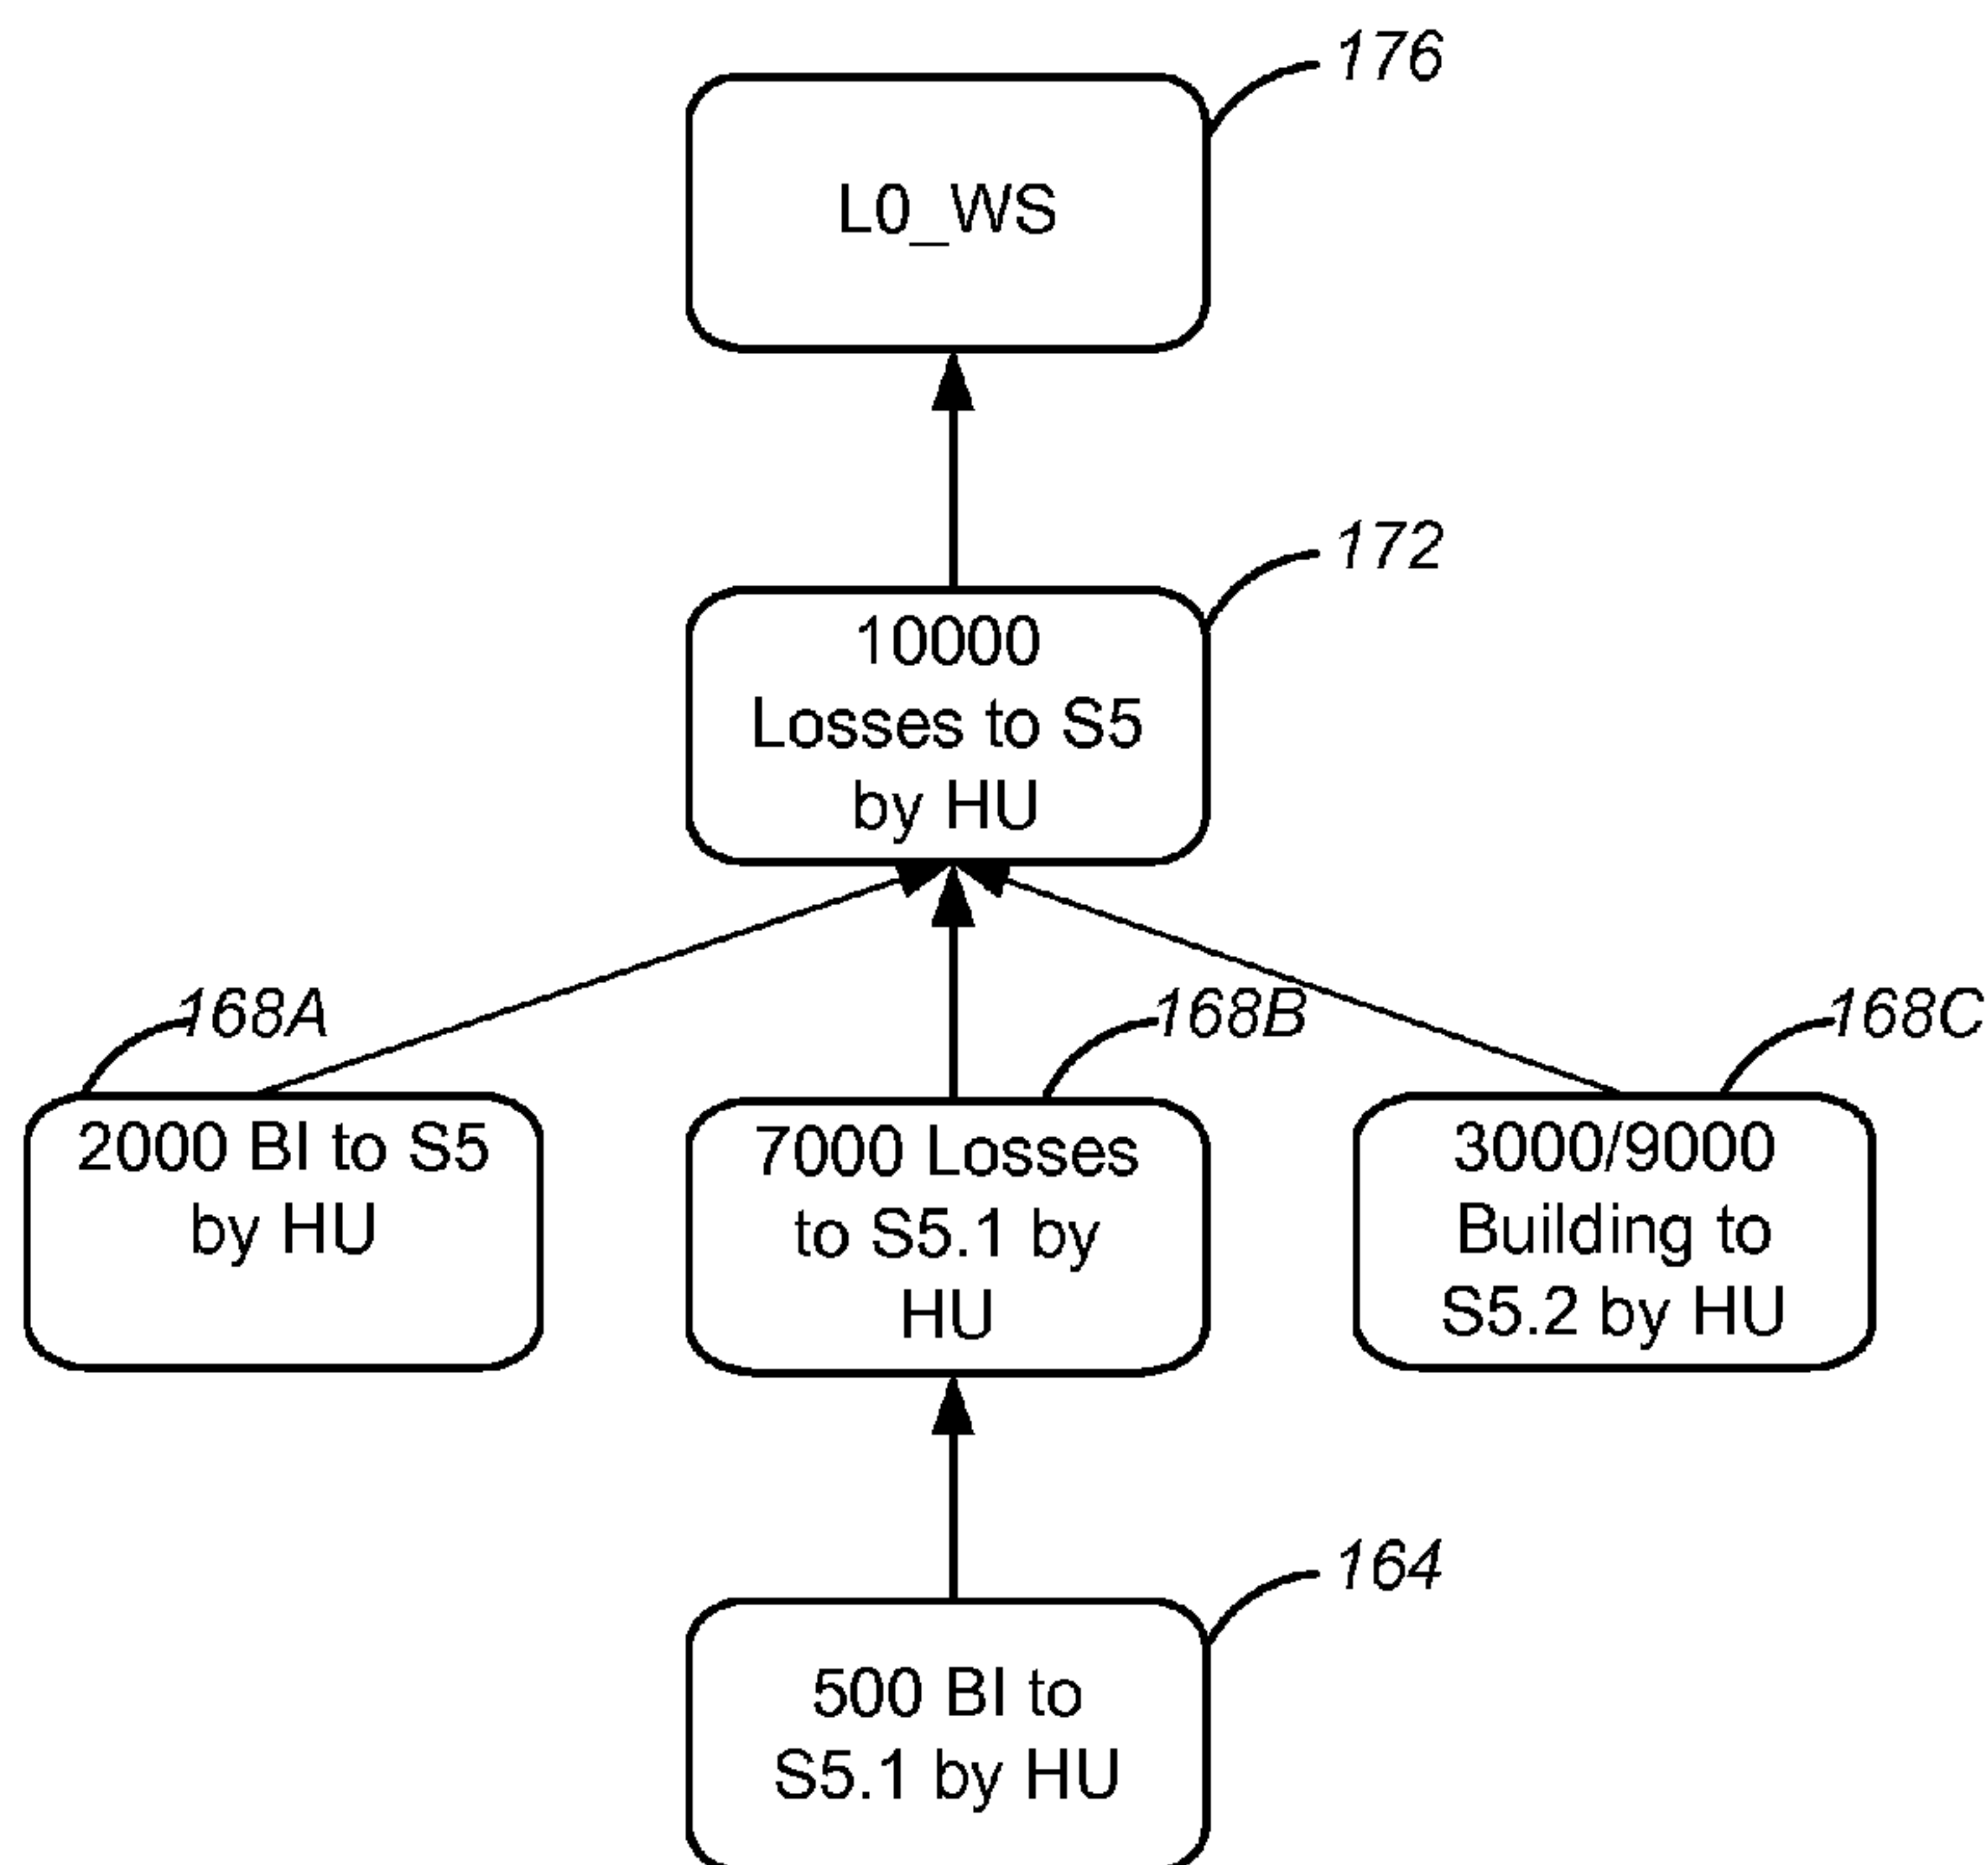 176
L0_WS
172
10000
Losses to S5
by HU
168A
168B
168C
2000 BI to S5
by HU
7000 Losses
to S5.1 by
HU
3000/9000
Building to
S5.2 by HU
164
500 BI to
S5.1 by HU